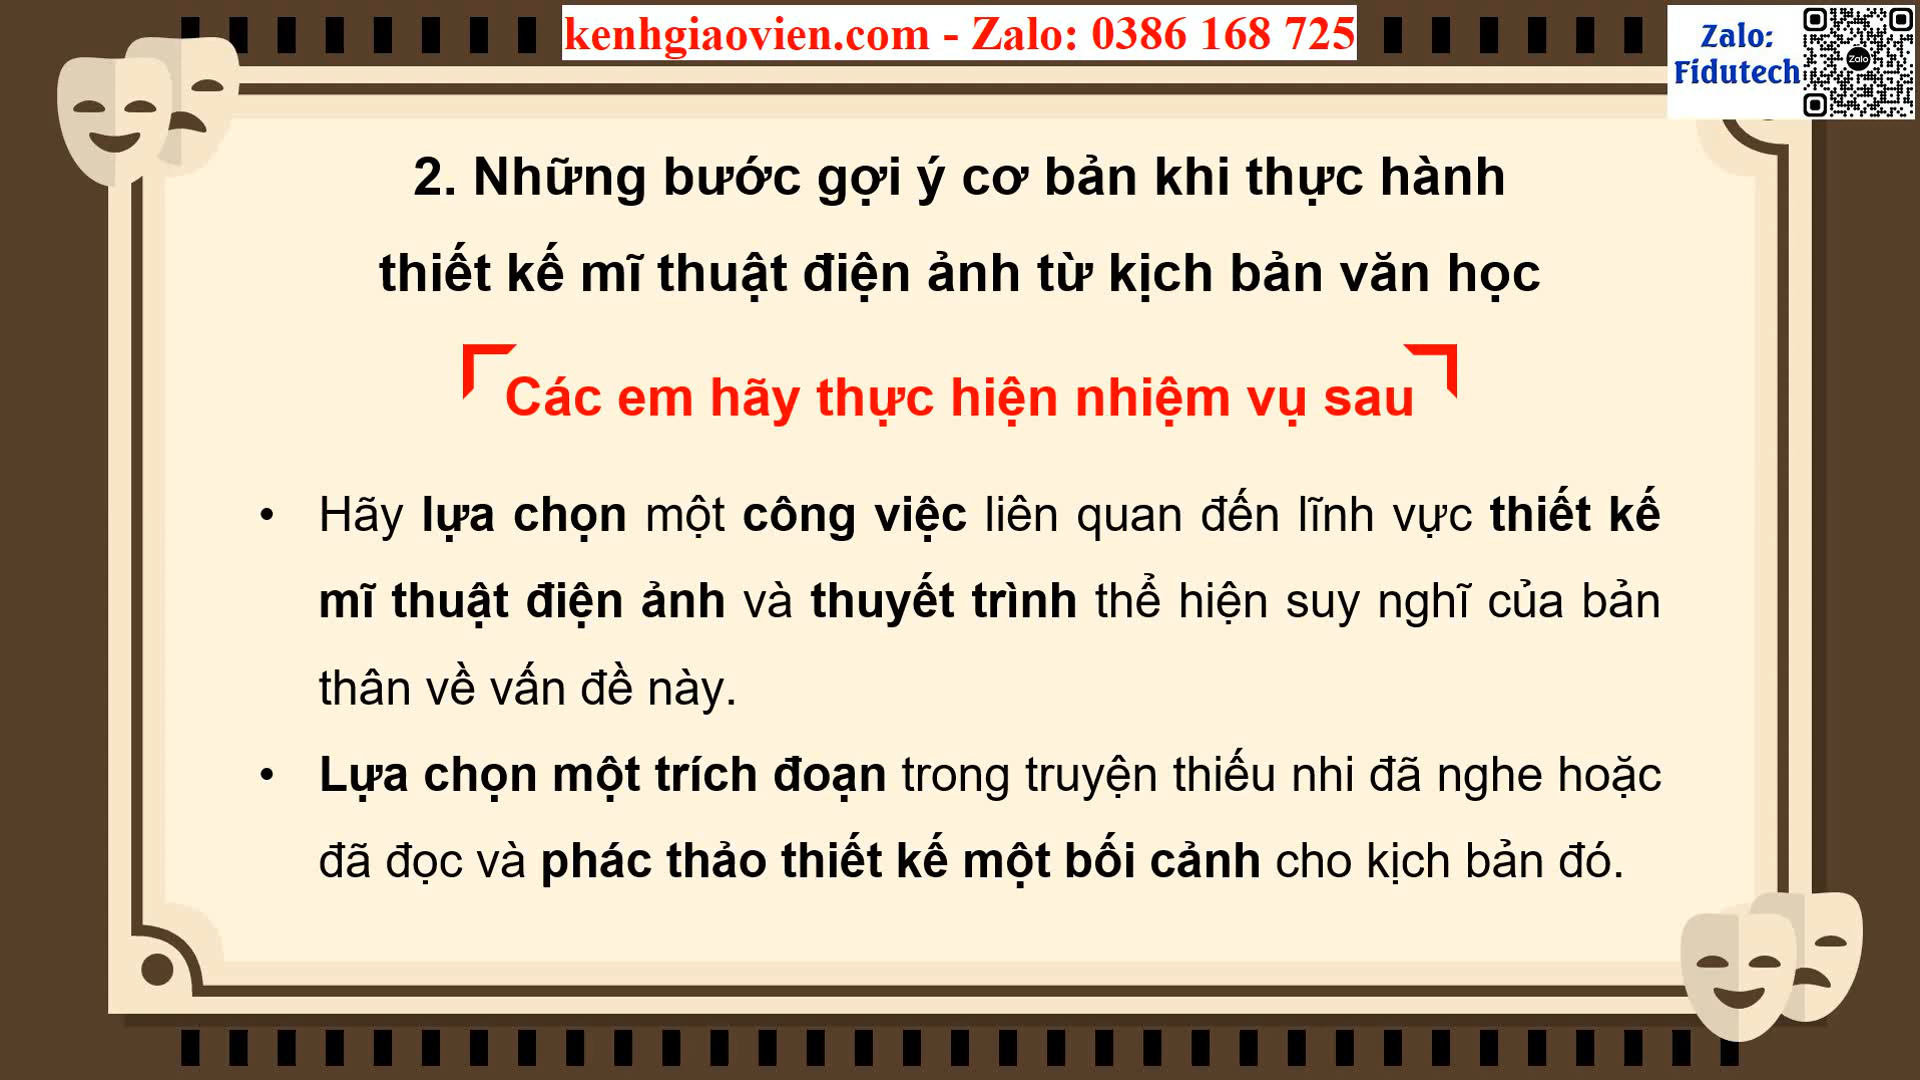 kenhgiaovien.com - Zalo: 0386 168 725
Zalo:
Fidutech
Zalo
2. Những bước gợi ý cơ bản khi thực hành
thiết kế mĩ thuật điện ảnh từ kịch bản văn học
Các em hãy thực hiện nhiệm vụ sau
• Hãy lựa chọn một công việc liên quan đến lĩnh vực thiết kế
mĩ thuật điện ảnh và thuyết trình thể hiện suy nghĩ của bản
thân về vấn đề này.
• Lựa chọn một trích đoạn trong truyện thiếu nhi đã nghe hoặc
đã đọc và phác thảo thiết kế một bối cảnh cho kịch bản đó.